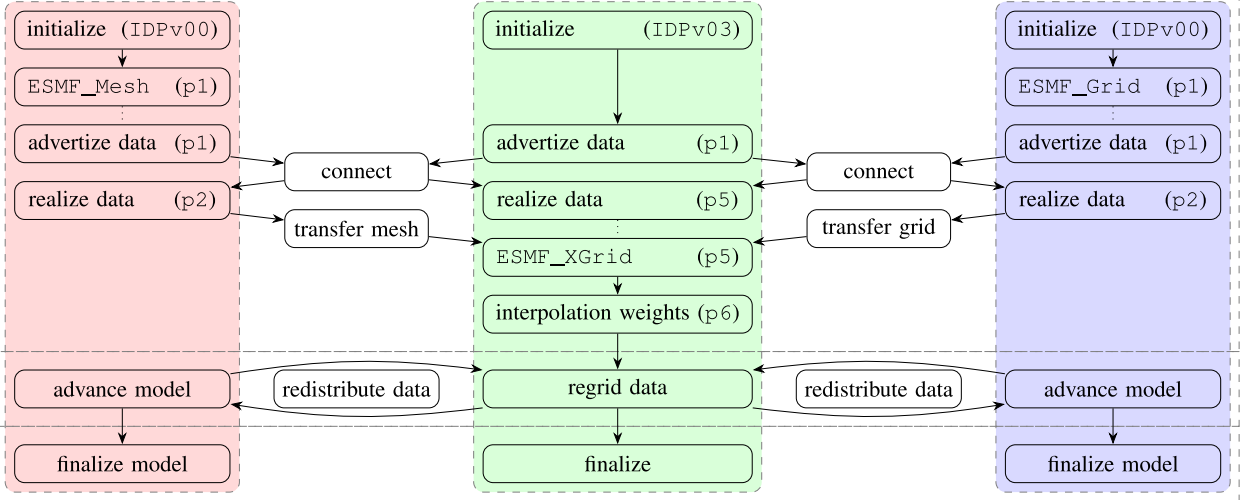 initialize (IDPv00)
initialize (IDPv03)
initialize (IDPv00)
ESMF_Mesh (p1)
ESMF_Grid (p1)
advertize data (p1)
advertize data (p1)
advertize data (p1)
connect
connect
realize data (p2)
realize data (p5)
realize data (p2)
transfer mesh
transfer grid
ESMF_XGrid (p5)
interpolation weights (p6)
advance model
redistribute data
regrid data
redistribute data
advance model
finalize model
finalize
finalize model